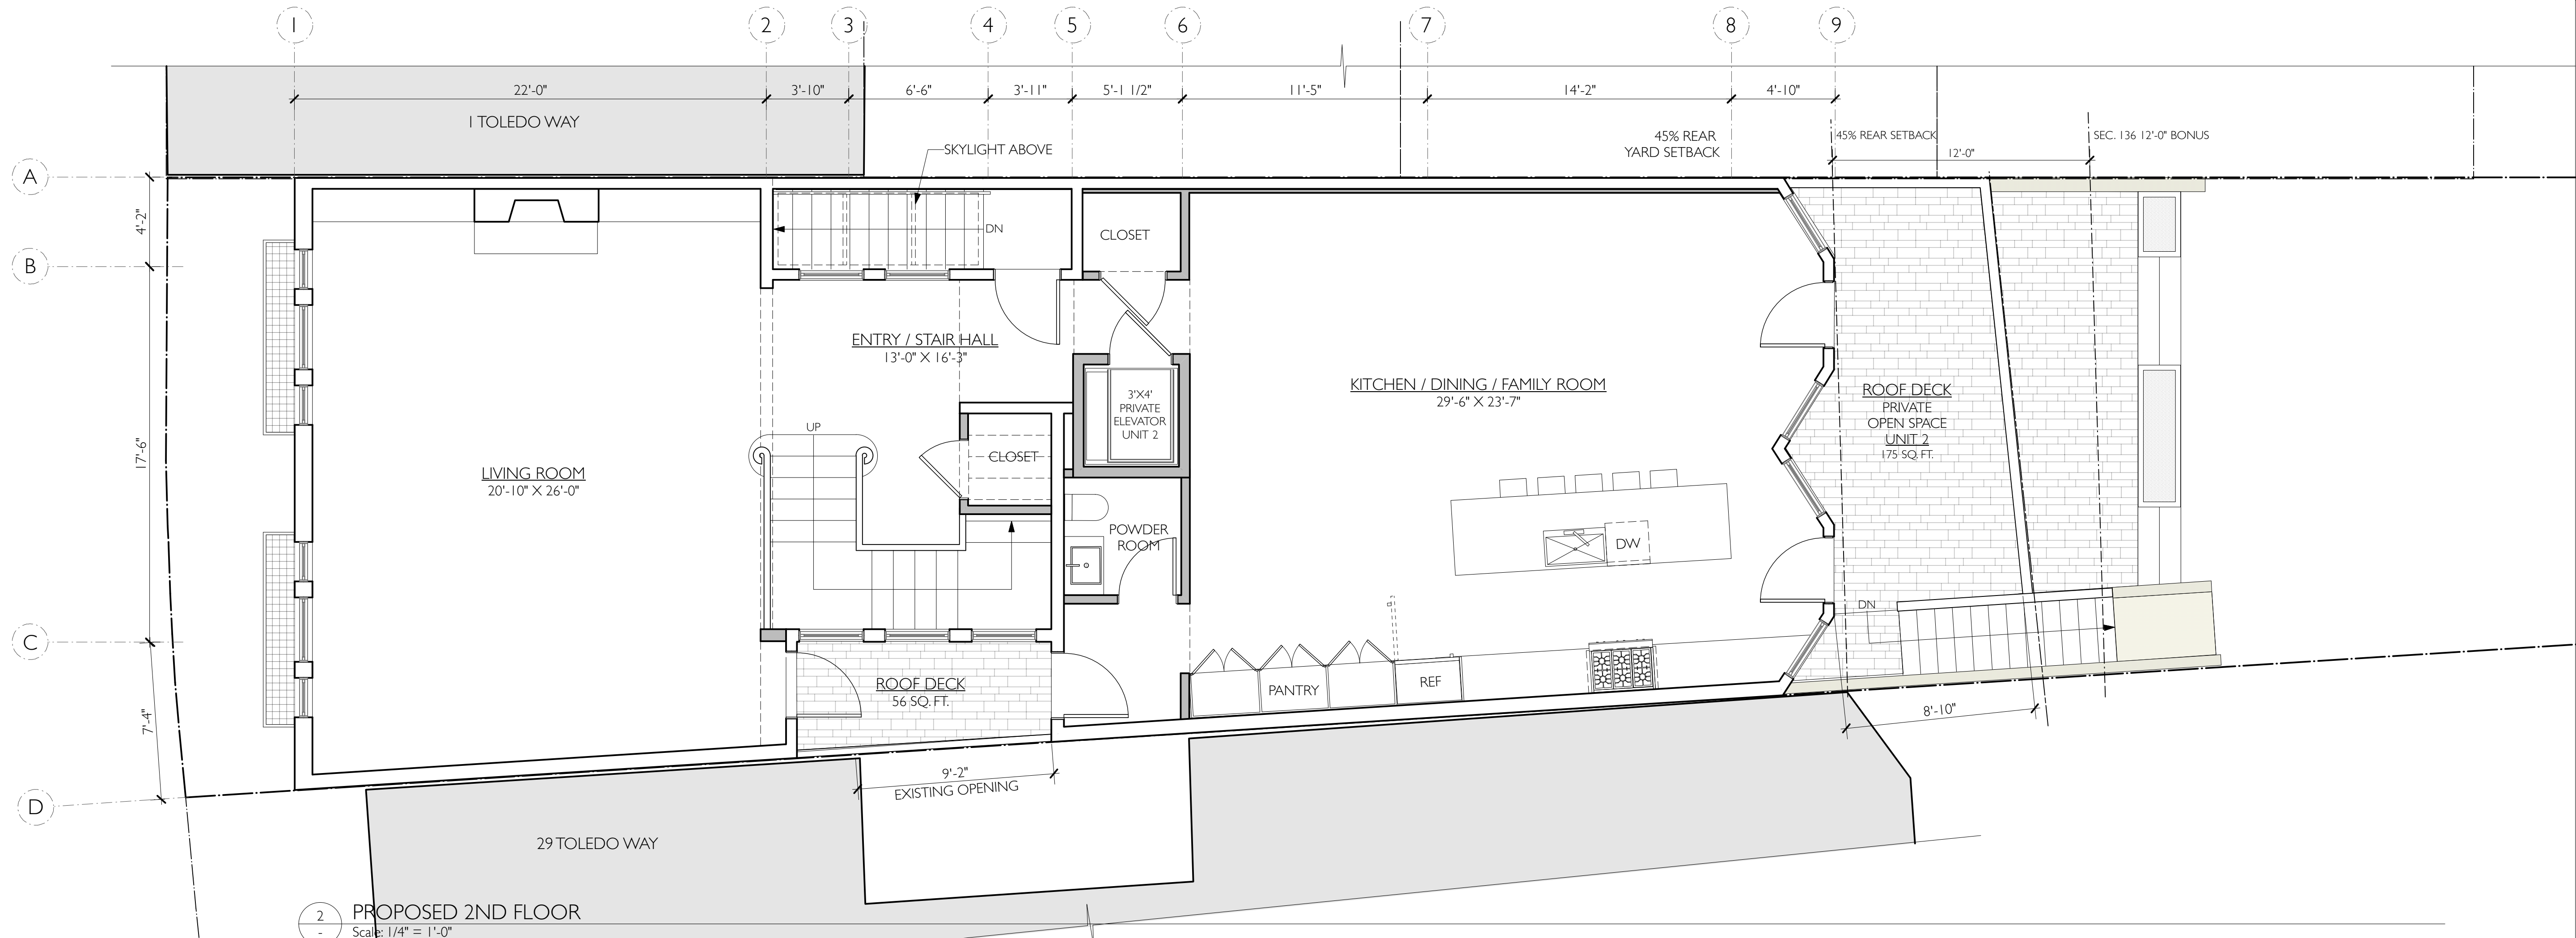 1 2 3 4 5 6 7 8 9
22'-0" 3'-10" 6'-6" 3'-11" 5'-1 1/2" 11'-5" 14'-2" 4'-10"
1 TOLEDO WAY
SKYLIGHT ABOVE
45% REAR
YARD SETBACK
45% REAR SETBACK
SEC. 136 12'-0" BONUS
12'-0"
A
4'-2"
B
17'-6"
C
7'-4"
D
DN
CLOSET
ENTRY / STAIR HALL
13'-0" X 16'-3"
3'X4'
PRIVATE
ELEVATOR
UNIT 2
KITCHEN / DINING / FAMILY ROOM
29'-6" X 23'-7"
ROOF DECK
PRIVATE
OPEN SPACE
UNIT 2
175 SQ. FT.
UP
CLOSET
LIVING ROOM
20'-10" X 26'-0"
POWDER
ROOM
DW
DN
ROOF DECK
56 SQ. FT.
PANTRY
REF
8'-10"
9'-2"
EXISTING OPENING
29 TOLEDO WAY
2
-
PROPOSED 2ND FLOOR
Scale: 1/4" = 1'-0"